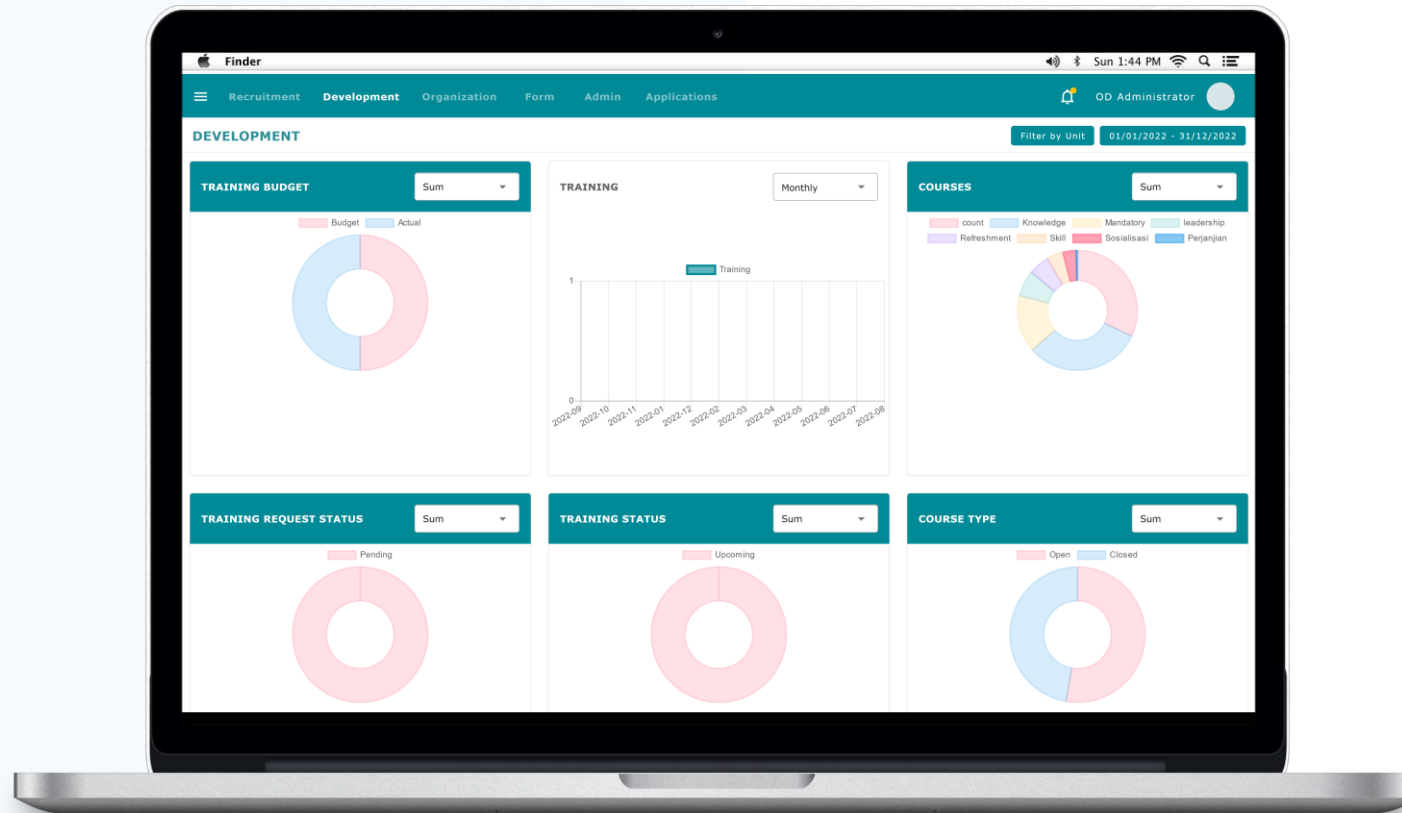 Finder Sun 1:44 PM
Recruitment Development Organization Form Admin Applications OD Administrator
DEVELOPMENT Filter by Unit 01/01/2022 - 31/12/2022
TRAINING BUDGET Sum
Budget Actual
TRAINING Monthly
Training
1
0
2022-09 2022-10 2022-11 2022-01 2022-12 2022-02 2022-03 2022-04 2022-05 2022-06 2022-07 2022-08
COURSES Sum
count Knowledge Mandatory leadership
Refreshment Skill Sosialisasi Perjanjian
TRAINING REQUEST STATUS Sum
Pending
TRAINING STATUS Sum
Upcoming
COURSE TYPE Sum
Open Closed